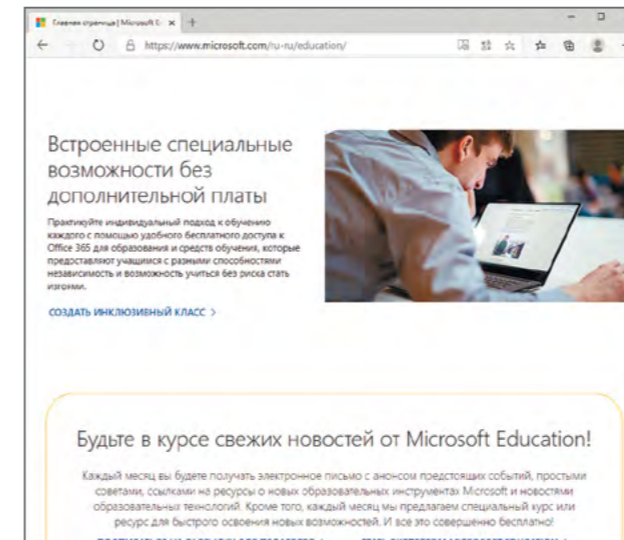 Главная страница | Microsoft E
https://www.microsoft.com/ru-ru/education/
Встроенные специальные
возможности без
дополнительной платы
Практикуйте индивидуальный подход к обучению
каждого с помощью удобного бесплатного доступа к
Office 365 для образования и средств обучения, которые
предоставляют учащимся с разными способностями
независимость и возможность учиться без риска стать
изгоями.
СОЗДАТЬ ИНКЛЮЗИВНЫЙ КЛАСС >
Будьте в курсе свежих новостей от Microsoft Education!
Каждый месяц вы будете получать электронное письмо с анонсом предстоящих событий, простыми
советами, ссылками на ресурсы о новых образовательных инструментах Microsoft и новостями
образовательных технологий. Кроме того, каждый месяц мы предлагаем специальный курс или
ресурс для быстрого освоения новых возможностей. И все это совершенно бесплатно!